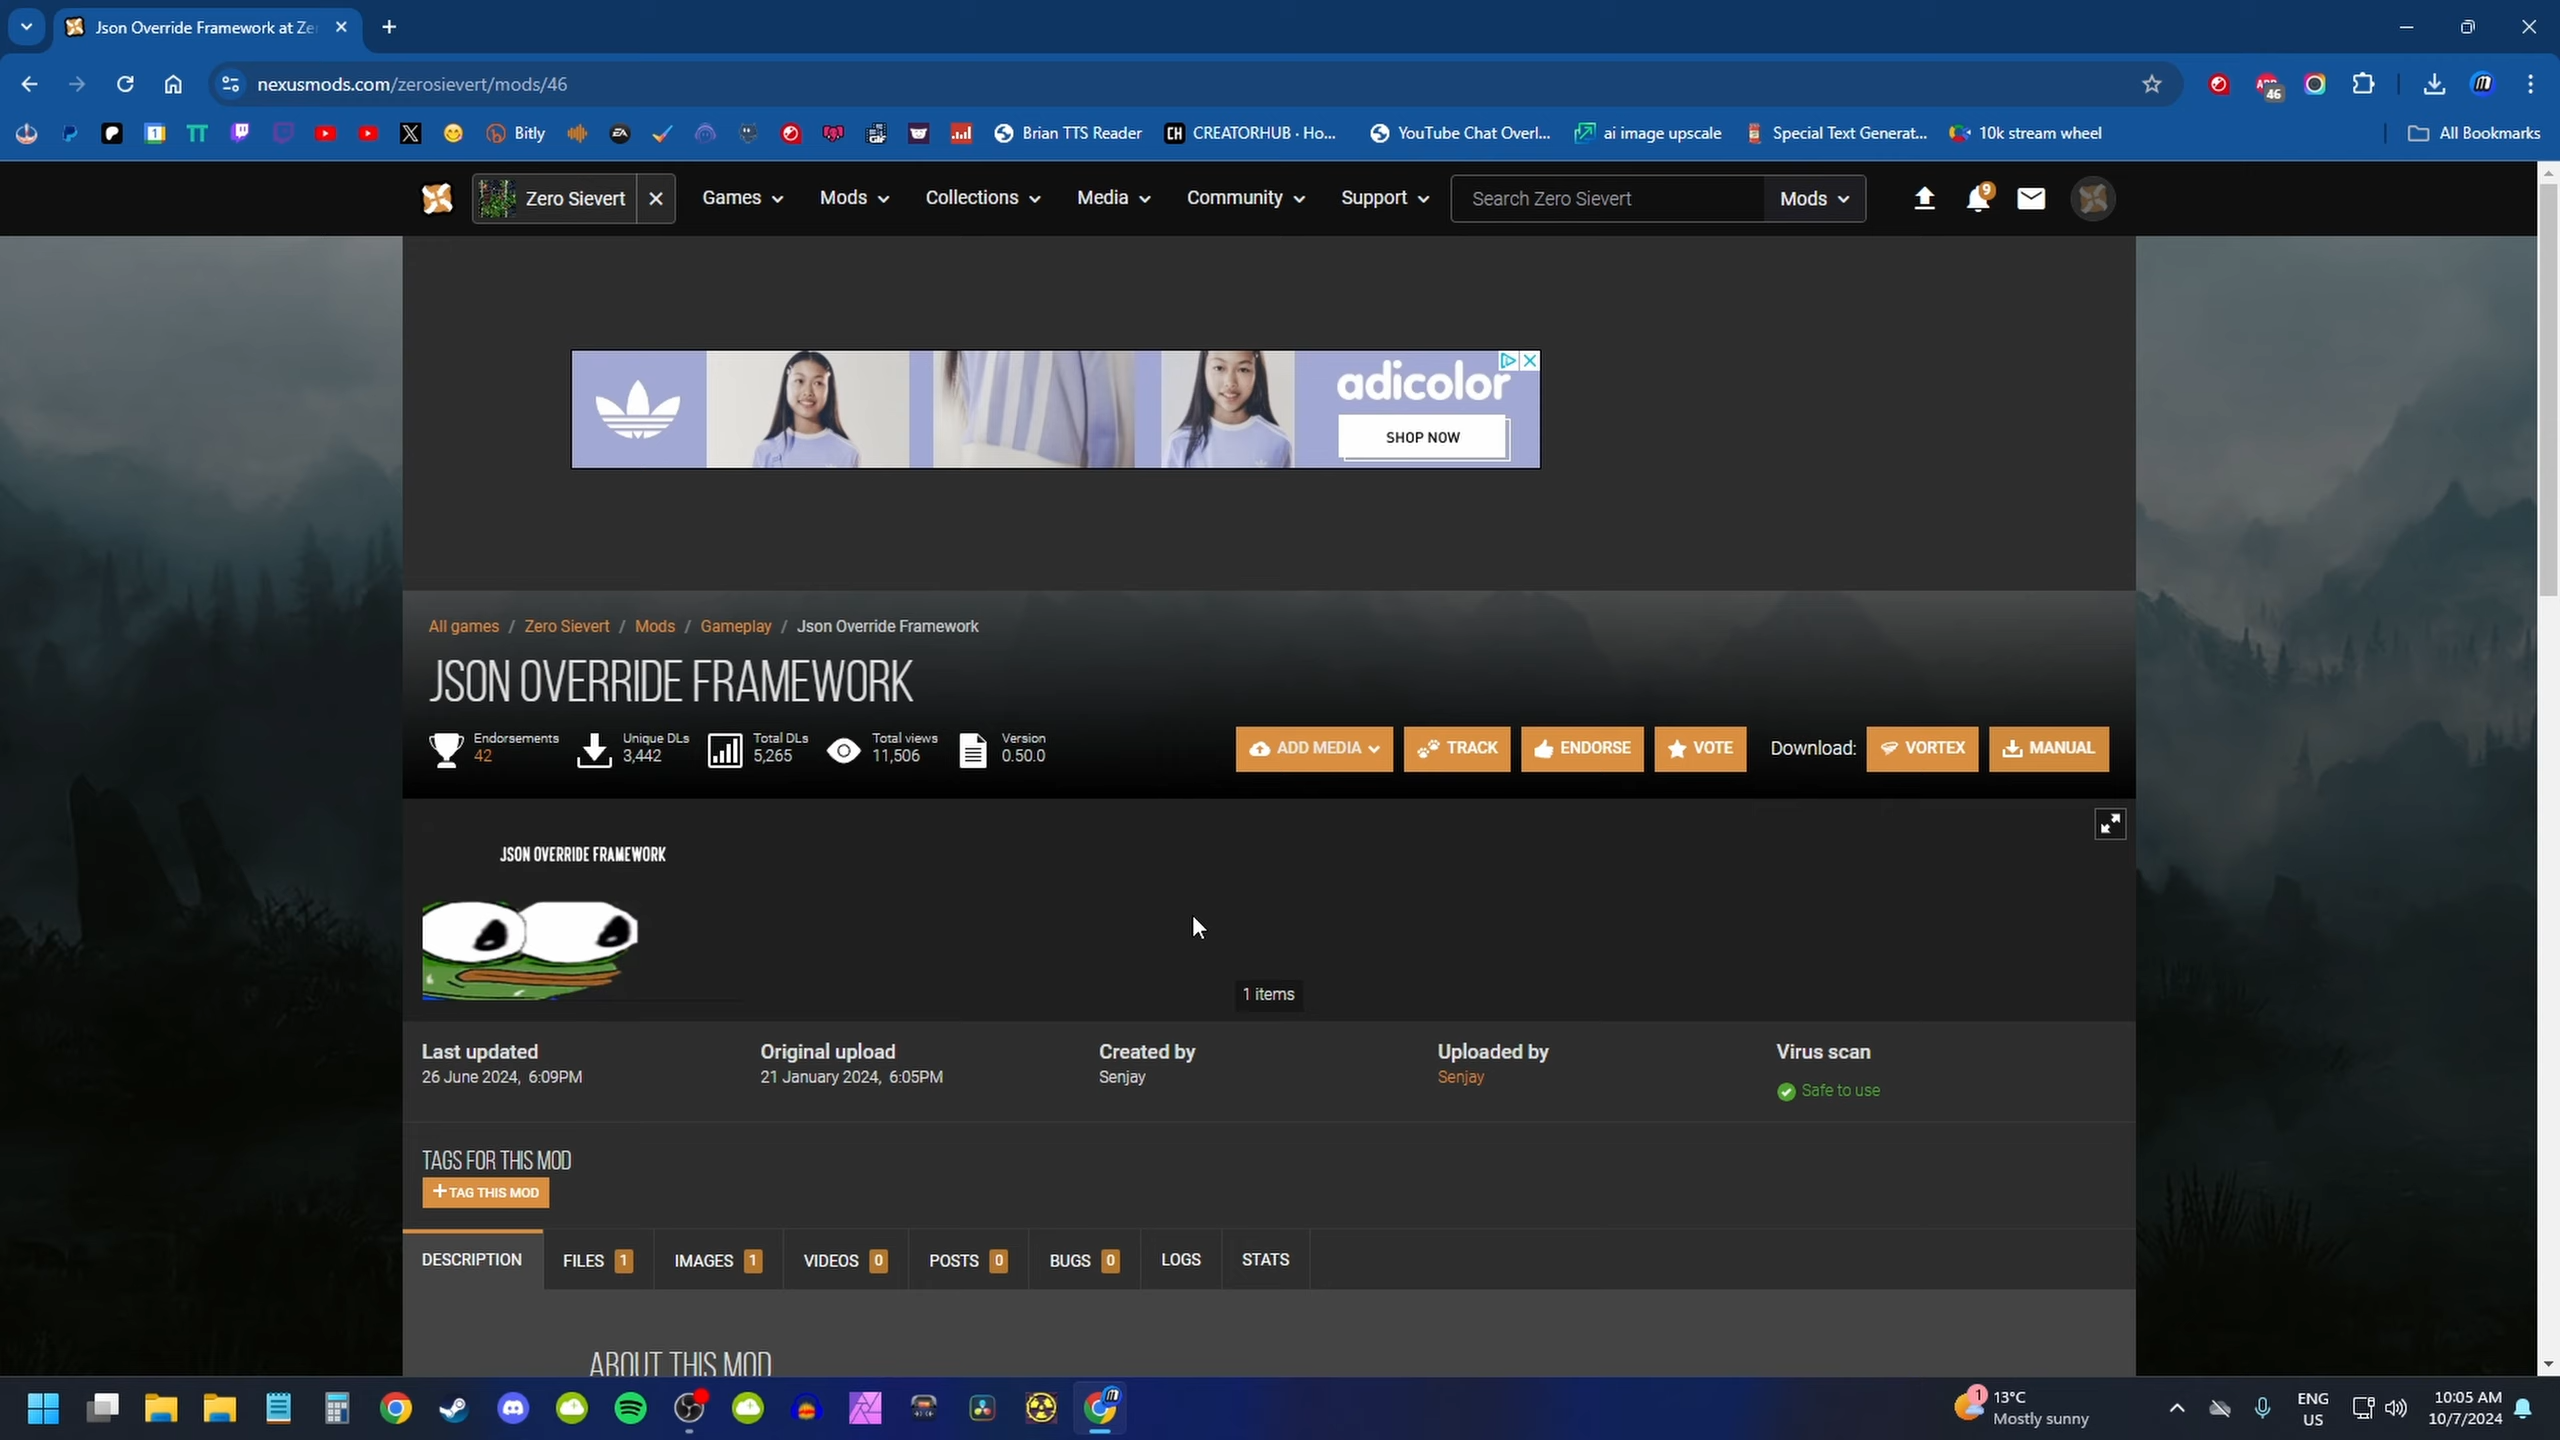 Json Override Framework at Ze
nexusmods.com/zerosievert/mods/46
46
Bitly
Brian TTS Reader
CREATORHUB · Ho...
YouTube Chat Overl...
ai image upscale
Special Text Generat...
10k stream wheel
All Bookmarks
Zero Sievert
Games
Mods
Collections
Media
Community
Support
Search Zero Sievert
Mods
9
adicolor
SHOP NOW
All games / Zero Sievert / Mods / Gameplay / Json Override Framework
JSON OVERRIDE FRAMEWORK
Endorsements
42
Unique DLs
3,442
Total DLs
5,265
Total views
11,506
Version
0.50.0
ADD MEDIA
TRACK
ENDORSE
VOTE
Download:
VORTEX
MANUAL
JSON OVERRIDE FRAMEWORK
1 items
Last updated
26 June 2024, 6:09PM
Original upload
21 January 2024, 6:05PM
Created by
Senjay
Uploaded by
Senjay
Virus scan
Safe to use
TAGS FOR THIS MOD
+ TAG THIS MOD
DESCRIPTION
FILES 1
IMAGES 1
VIDEOS 0
POSTS 0
BUGS 0
LOGS
STATS
ABOUT THIS MOD
1
13°C
Mostly sunny
ENG
US
10:05 AM
10/7/2024